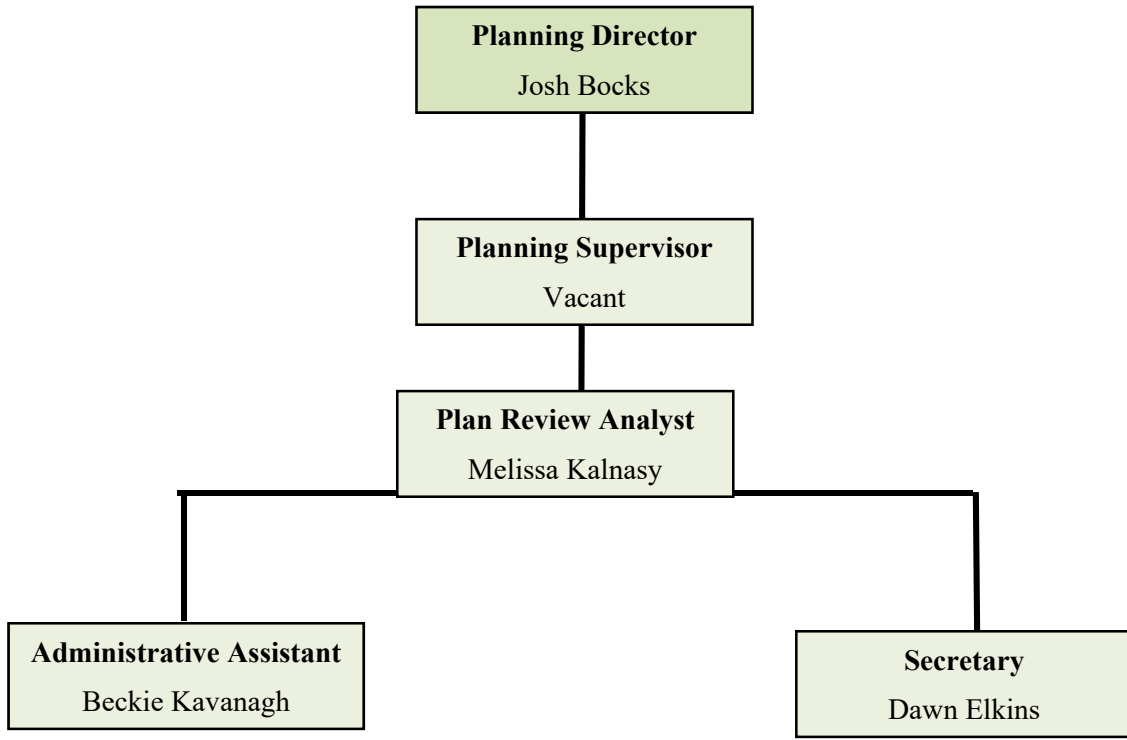 Planning Director
Josh Bocks
Planning Supervisor
Vacant
Plan Review Analyst
Melissa Kalnasy
Administrative Assistant
Beckie Kavanagh
Secretary
Dawn Elkins